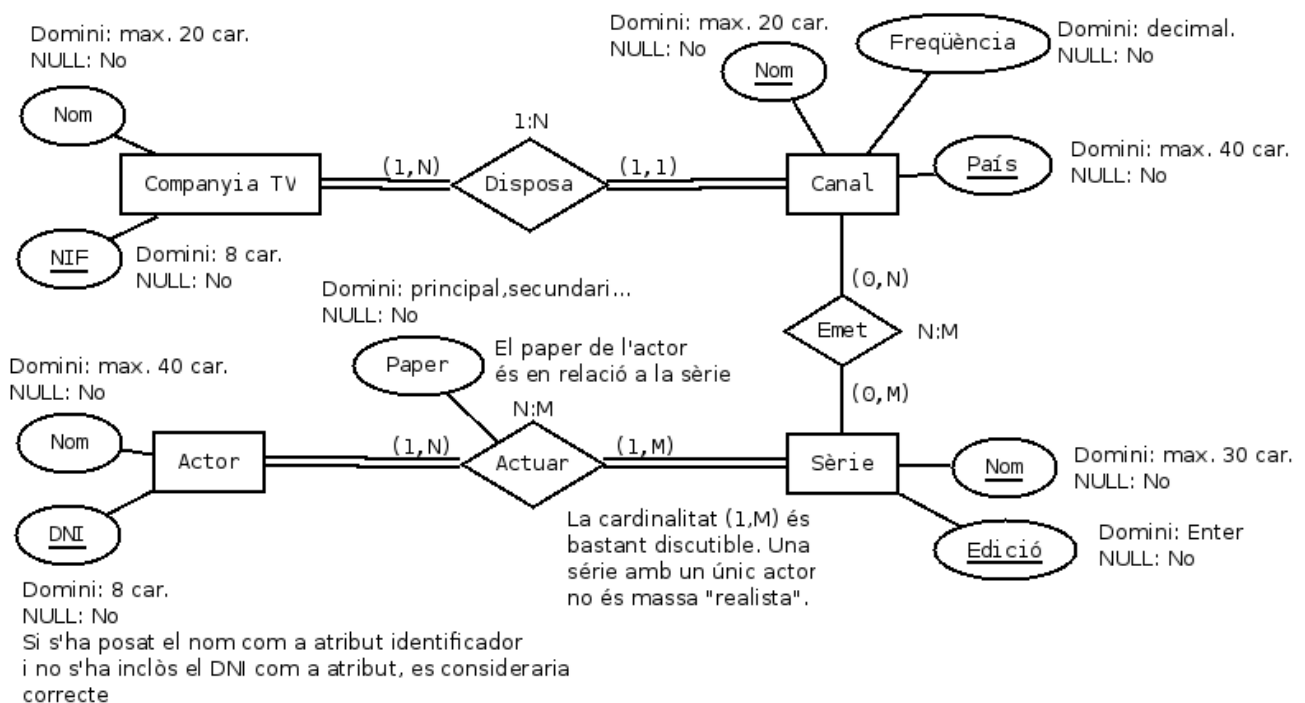 Domini: max. 20 car.
NULL: No
Nom
Companyia TV
NIF
Domini: 8 car.
NULL: No
(1,N)
1:N
Disposa
(1,1)
Domini: max. 20 car.
NULL: No
Nom
Freqüència
Domini: decimal.
NULL: No
País
Domini: max. 40 car.
NULL: No
Canal
(0,N)
Emet
N:M
(0,M)
Domini: principal,secundari...
NULL: No
Paper
El paper de l'actor
és en relació a la sèrie
N:M
Domini: max. 40 car.
NULL: No
Nom
Actor
DNI
(1,N)
Actuar
(1,M)
Sèrie
Nom
Domini: max. 30 car.
NULL: No
Edició
Domini: Enter
NULL: No
La cardinalitat (1,M) és
bastant discutible. Una
série amb un únic actor
no és massa "realista".
Domini: 8 car.
NULL: No
Si s'ha posat el nom com a atribut identificador
i no s'ha inclòs el DNI com a atribut, es consideraria
correcte